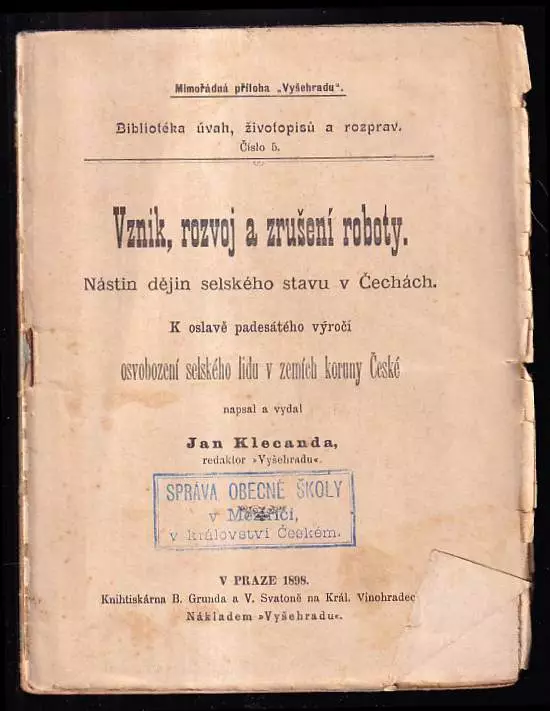 Mimořádná příloha „Vyšehradu".
Bibliotéka úvah, životopisů a rozprav.
Číslo 5.
Vznik, rozvoj a zrušení roboty.
Nástin dějin selského stavu v Čechách.
K oslavě padesátého výročí
osvobození selského lidu v zemích koruny České
napsal a vydal
Jan Klecanda,
redaktor »Vyšehradu«.
SPRÁVA OBECNÉ ŠKOLY
v
v království Českém.
V PRAZE 1898.
Knihtiskárna B. Grunda a V. Svatoně na Král. Vinohradec
Nákladem »Vyšehradu«.